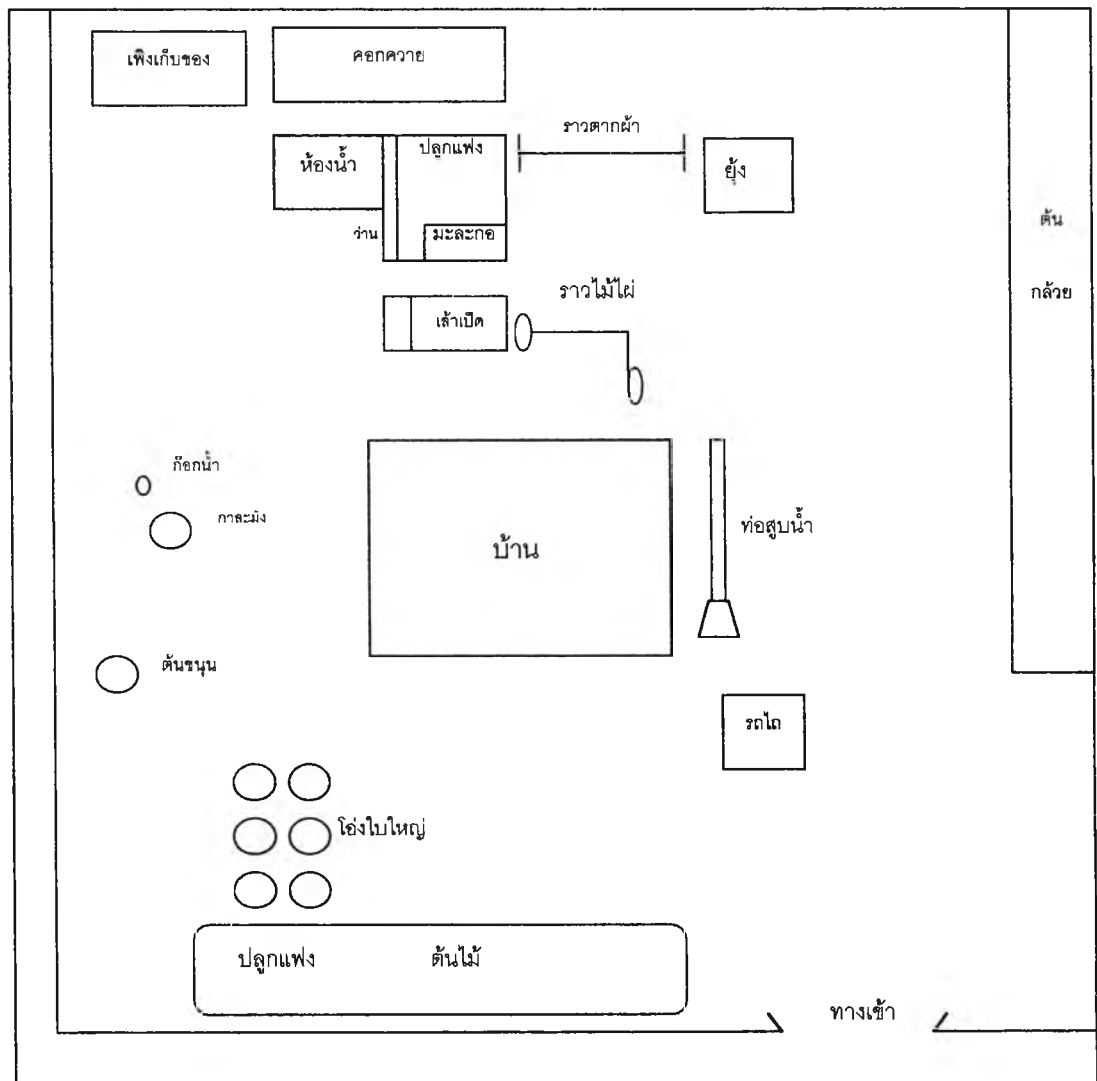 เพิงเก็บของ
คอกควาย
ราวตากผ้า
ปลูกแฟง
ห้องน้ำ
ยุ้ง
ว่าน
มะละกอ
ต้น
กล้วย
ราวไม้ไผ่
เล้าเป็ด
ก๊อกน้ำ
กาละมัง
ท่อสูบน้ำ
บ้าน
ต้นขนุน
รถไถ
โอ่งใบใหญ่
ปลูกแฟง ต้นไม้
ทางเข้า